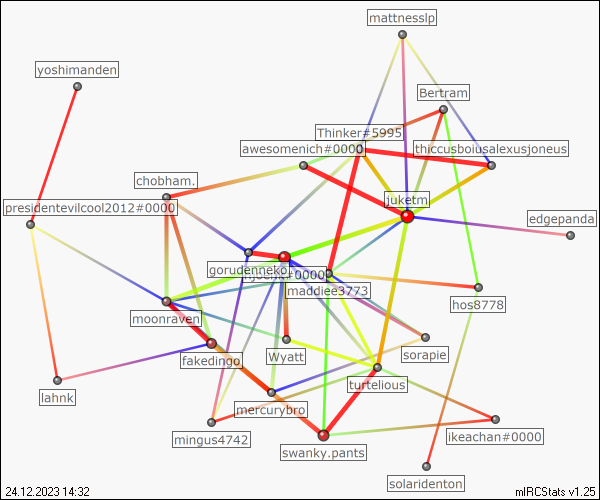 mattnesslp
yoshimanden
Bertram
Thinker#5995
awesomenich#0000
thiccusboiusalexusjoneus
chobham.
presidentevilcool2012#0000
juketm
edgepanda
gorudenneko.
#0000
maddiee3773
hos8778
moonraven
fakedingo
Wyatt
sorapie
turtelious
lahnk
mercurybro
mingus4742
ikeachan#0000
swanky.pants
solaridenton
24.12.2023 14:32
mIRCStats v1.25